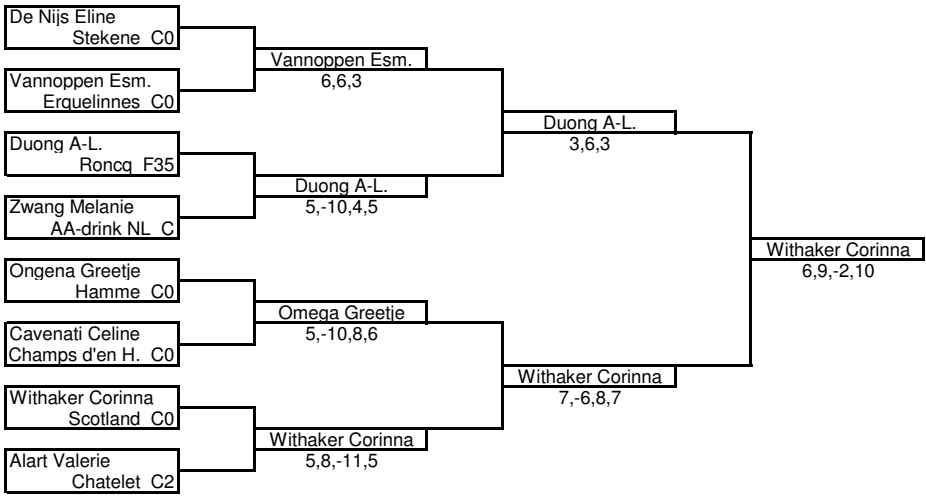 De Nijs Eline
Stekene C0
Vannoppen Esm.
Erquelinnes C0
Duong A-L.
Roncq F35
Zwang Melanie
AA-drink NL C
Ongena Greetje
Hamme C0
Cavenati Celine
Champs d'en H. C0
Withaker Corinna
Scotland C0
Alart Valerie
Chatelet C2
Vannoppen Esm.
6,6,3
Duong A-L.
5,-10,4,5
Omega Greetje
5,-10,8,6
Withaker Corinna
5,8,-11,5
Duong A-L.
3,6,3
Withaker Corinna
7,-6,8,7
Withaker Corinna
6,9,-2,10